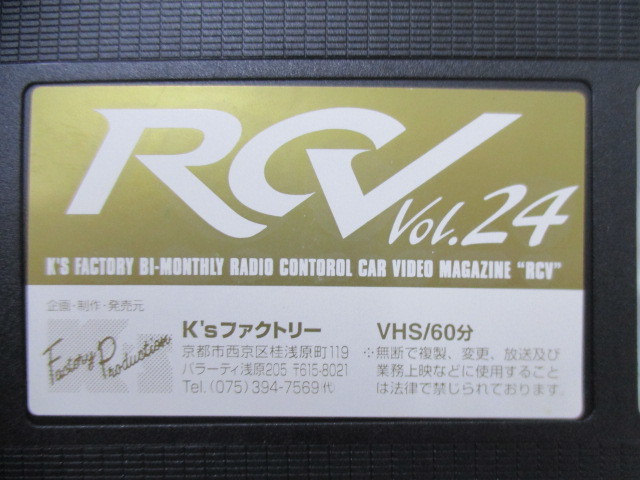 RCV Vol.24
K'S FACTORY BI-MONTHLY RADIO CONTOROL CAR VIDEO MAGAZINE "RCV"
企画・制作・発売元
K's
Factory Production
K'sファクトリー
京都市西京区桂浅原町119
パラーティ浅原205 〒615-8021
Tel.(075)394-7569代
VHS/60分
※無断で複製、変更、放送及び
業務上映などに使用すること
は法律で禁じられております.